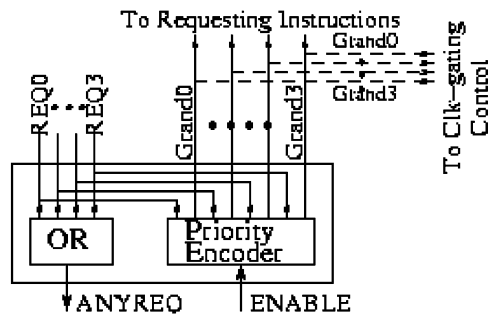 To Requesting Instructions
Grand0
Grand3
To Clk-gating
Control
REQ0
REQ3
Grand0
Grand3
OR
Priority
Encoder
ANYREQ
ENABLE